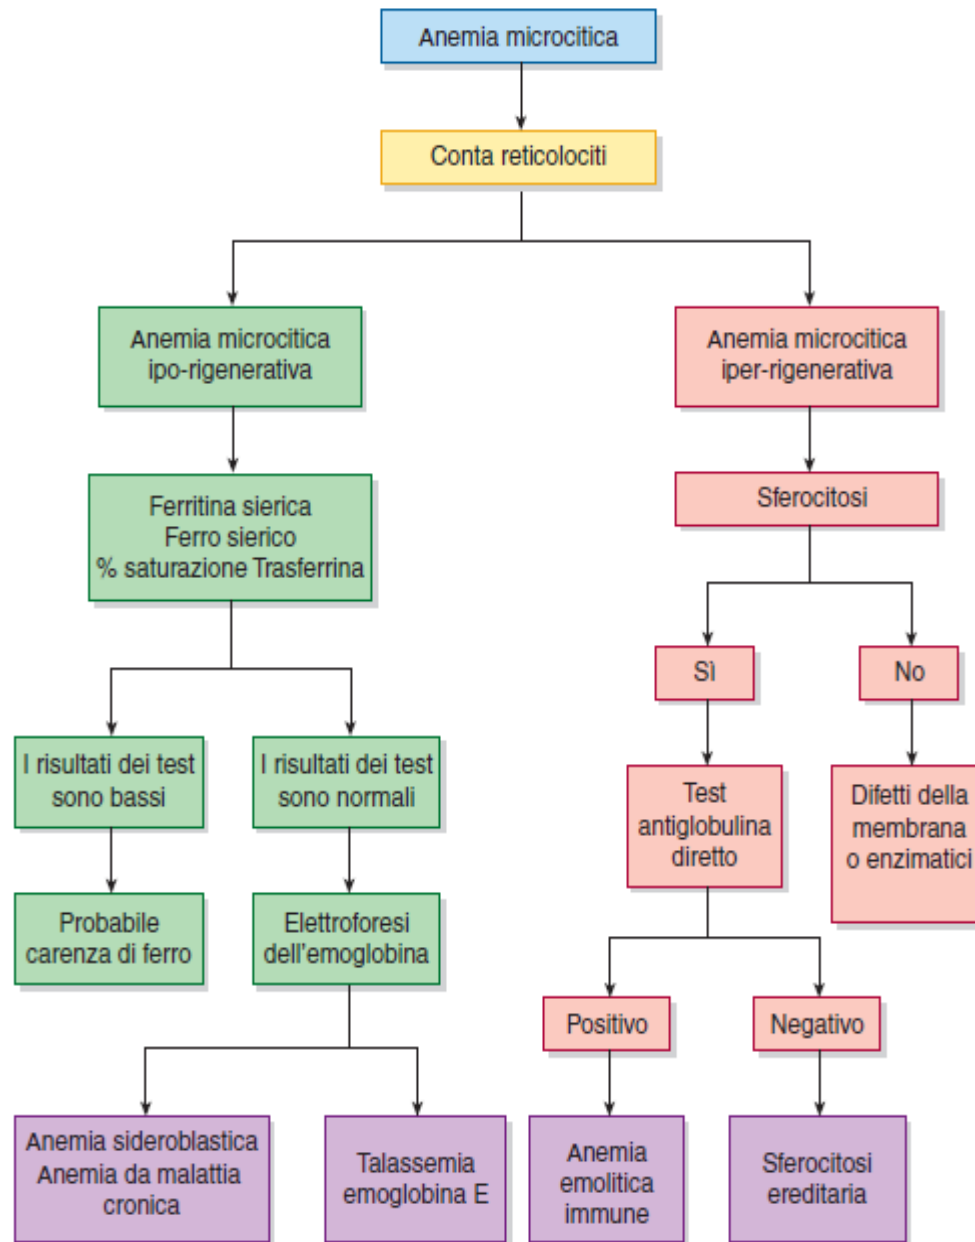 Anemia microcitica
Conta reticolociti
Anemia microcitica
ipo-rigenerativa
Anemia microcitica
iper-rigenerativa
Ferritina sierica
Ferro sierico
% saturazione Trasferrina
Sferocitosi
Sì
No
I risultati dei test
sono bassi
I risultati dei test
sono normali
Test
antiglobulina
diretto
Difetti della
membrana
o enzimatici
Probabile
carenza di ferro
Elettroforesi
dell'emoglobina
Positivo
Negativo
Anemia sideroblastica
Anemia da malattia
cronica
Talassemia
emoglobina E
Anemia
emolitica
immune
Sferocitosi
ereditaria